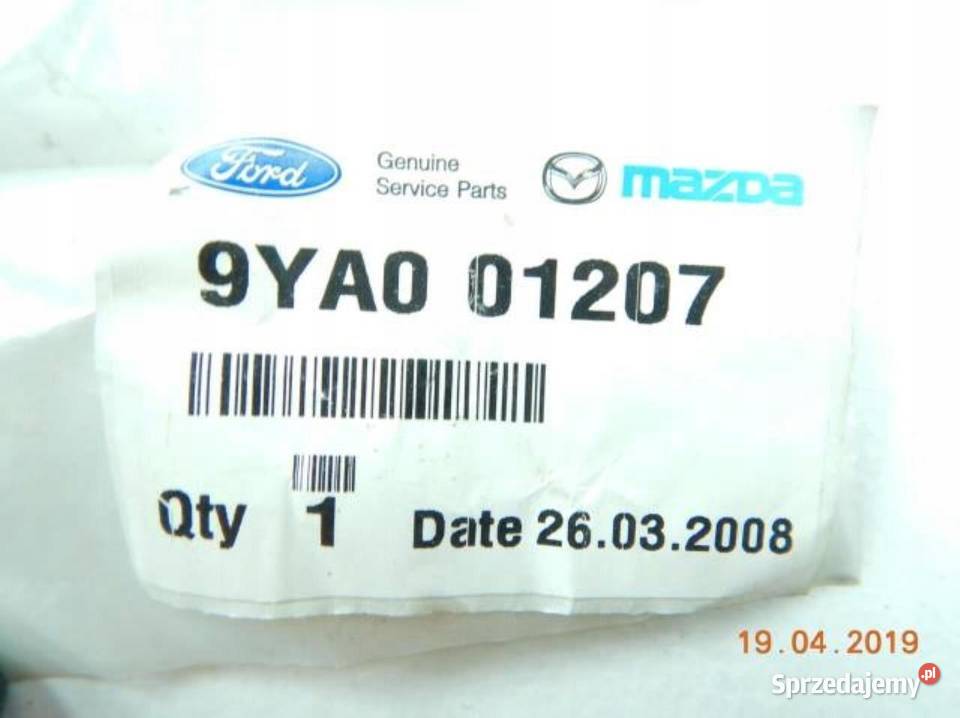 Ford
Genuine
Service Parts
mazda
9YA0 01207
Qty 1 Date 26.03.2008
19.04.2019
Sprzedajemy.pl